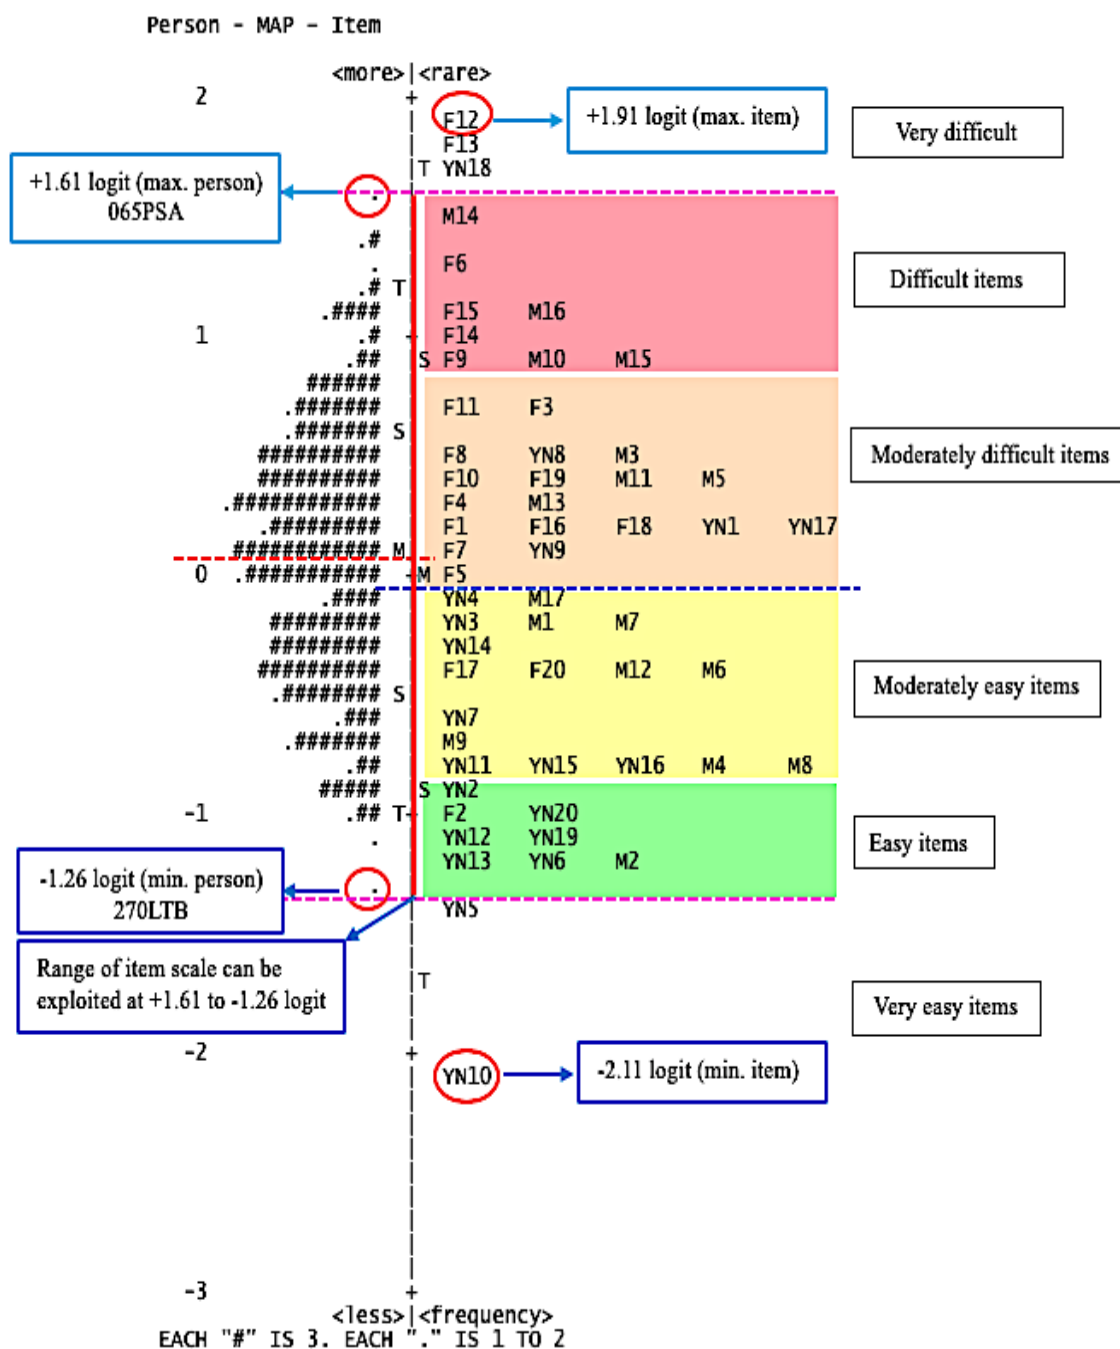 Person - MAP - Item
<more>|<rare>
2 +
F12 +1.91 logit (max. item) Very difficult
F13
T YN18
+1.61 logit (max. person)
065PSA
.
M14
.#
. F6 Difficult items
.# T
.#### F15 M16
1 .# + F14
.## S F9 M10 M15
######
.####### F11 F3
.####### S
########## F8 YN8 M3 Moderately difficult items
########## F10 F19 M11 M5
.############ F4 M13
.######### F1 F16 F18 YN1 YN17
############ M F7 YN9
0 .########### +M F5
.#### YN4 M17
######### YN3 M1 M7
######### YN14
########## F17 F20 M12 M6
.######## S Moderately easy items
.### YN7
.####### M9
.## YN11 YN15 YN16 M4 M8
##### S YN2
-1 .## T+ F2 YN20
. YN12 YN19 Easy items
YN13 YN6 M2
-1.26 logit (min. person)
270LTB
.
YN5
Range of item scale can be
exploited at +1.61 to -1.26 logit
T
Very easy items
-2 +
YN10 -2.11 logit (min. item)
-3 +
<less>|<frequency>
EACH "#" IS 3. EACH "." IS 1 TO 2